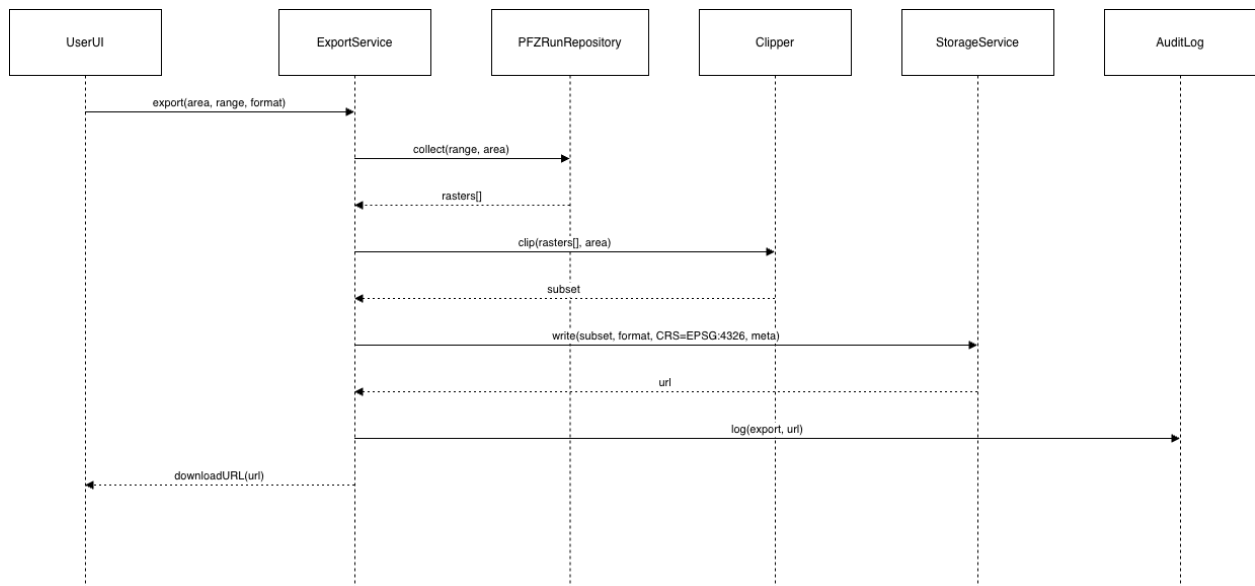 UserUI
ExportService
PFZRunRepository
Clipper
StorageService
AuditLog
export(area, range, format)
collect(range, area)
rasters[]
clip(rasters[], area)
subset
write(subset, format, CRS=EPSG:4326, meta)
url
log(export, url)
downloadURL(url)